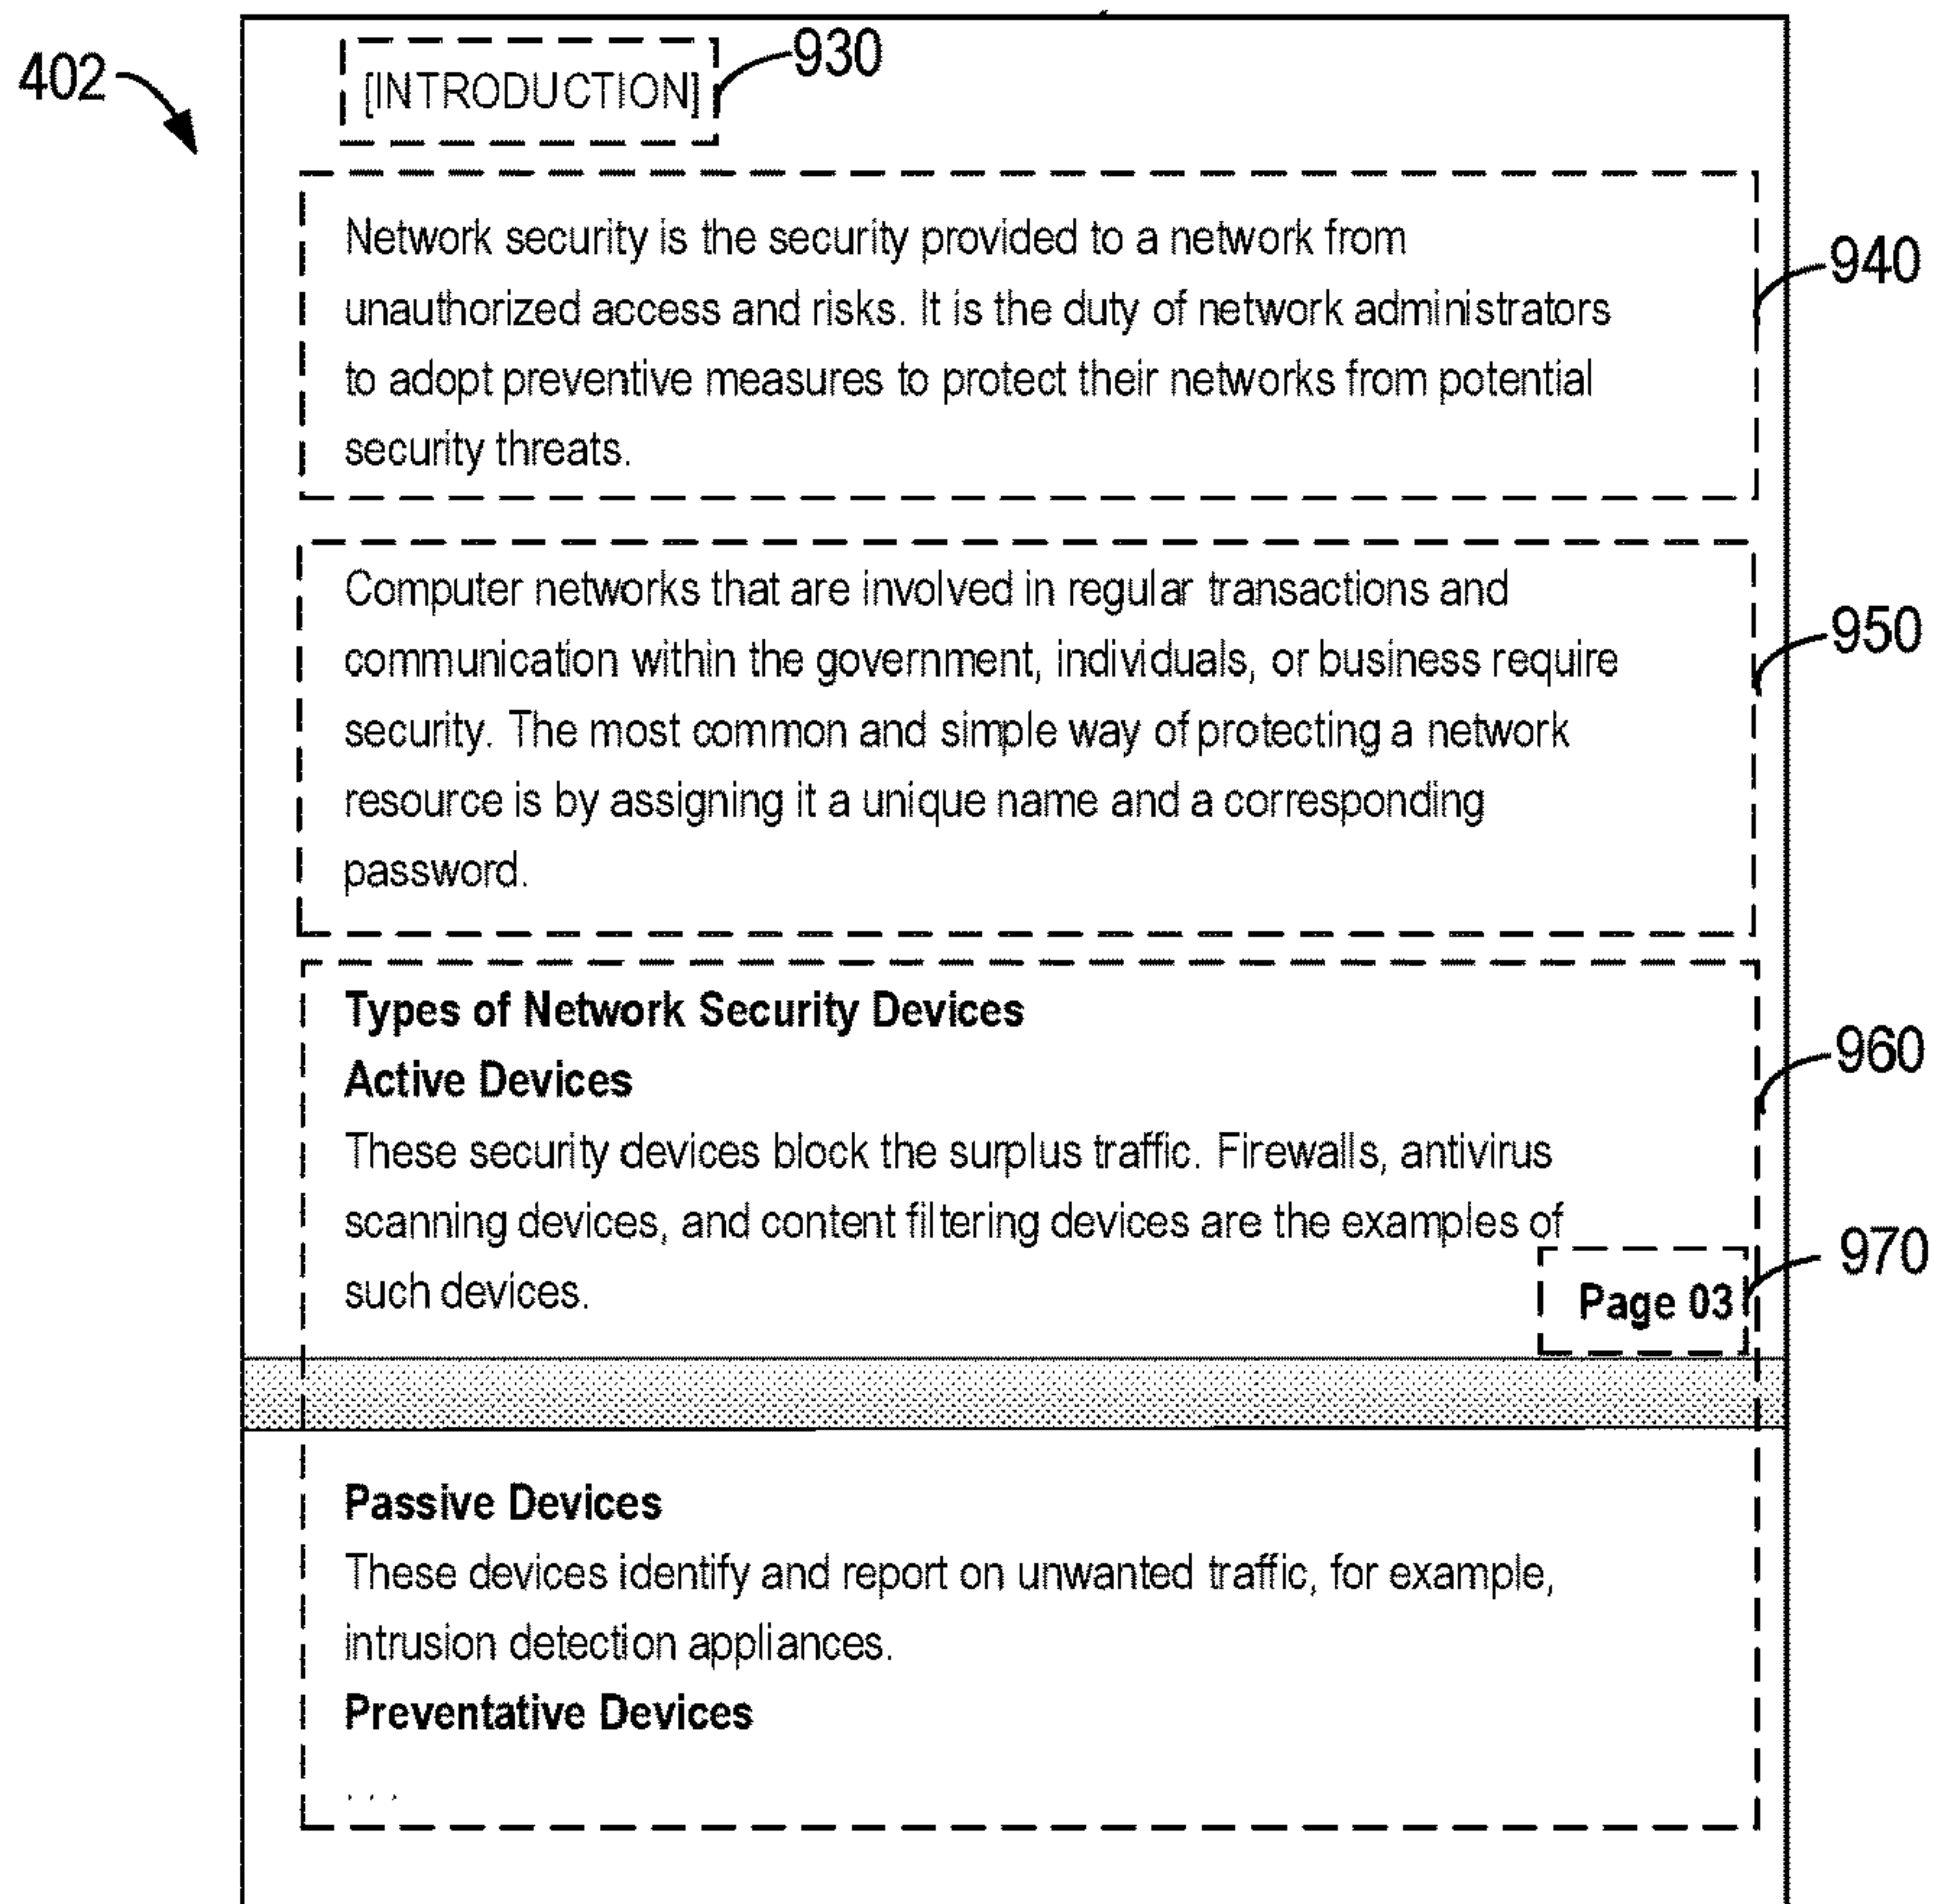 402
[INTRODUCTION]
930
Network security is the security provided to a network from
unauthorized access and risks. It is the duty of network administrators
to adopt preventive measures to protect their networks from potential
security threats.
940
Computer networks that are involved in regular transactions and
communication within the government, individuals, or business require
security. The most common and simple way of protecting a network
resource is by assigning it a unique name and a corresponding
password.
950
Types of Network Security Devices
Active Devices
These security devices block the surplus traffic. Firewalls, antivirus
scanning devices, and content filtering devices are the examples of
such devices.
960
Page 03
970
Passive Devices
These devices identify and report on unwanted traffic, for example,
intrusion detection appliances.
Preventative Devices
. . .